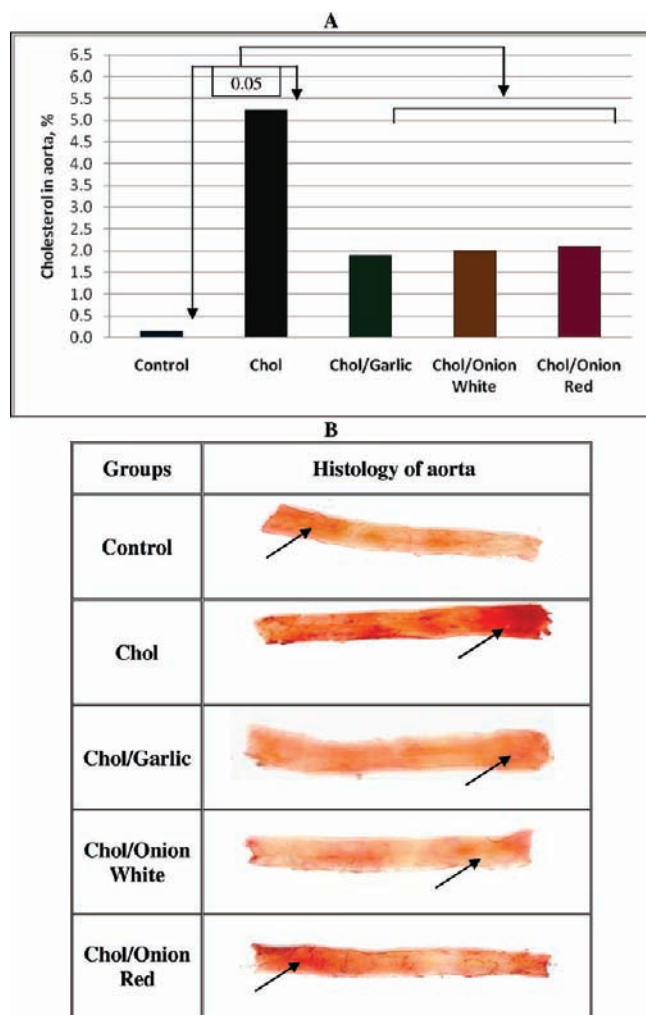 A
6.5
6.0
5.5
5.0
4.5
4.0
3.5
3.0
2.5
2.0
1.5
1.0
0.5
0.0
Cholesterol in aorta, %
0.05
Control Chol Chol/Garlic Chol/Onion Chol/Onion
White Red
B
Groups Histology of aorta
Control
Chol
Chol/Garlic
Chol/Onion
White
Chol/Onion
Red